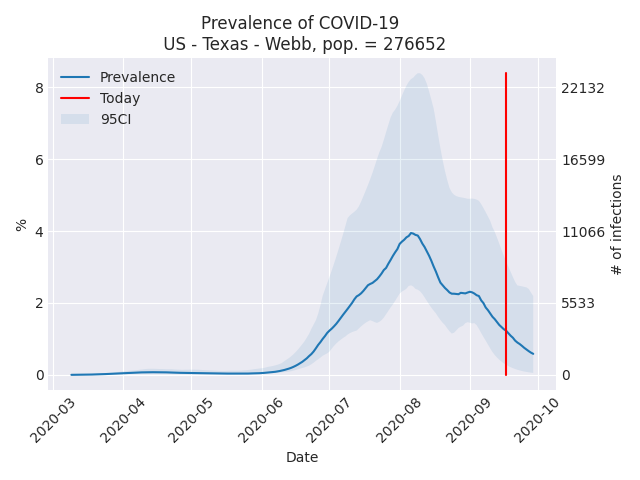 Prevalence of COVID-19
US - Texas - Webb, pop. = 276652
Prevalence
Today
95CI
8
6
4
2
0
%
22132
16599
11066
5533
0
# of infections
2020-03
2020-04
2020-05
2020-06
2020-07
2020-08
2020-09
2020-10
Date